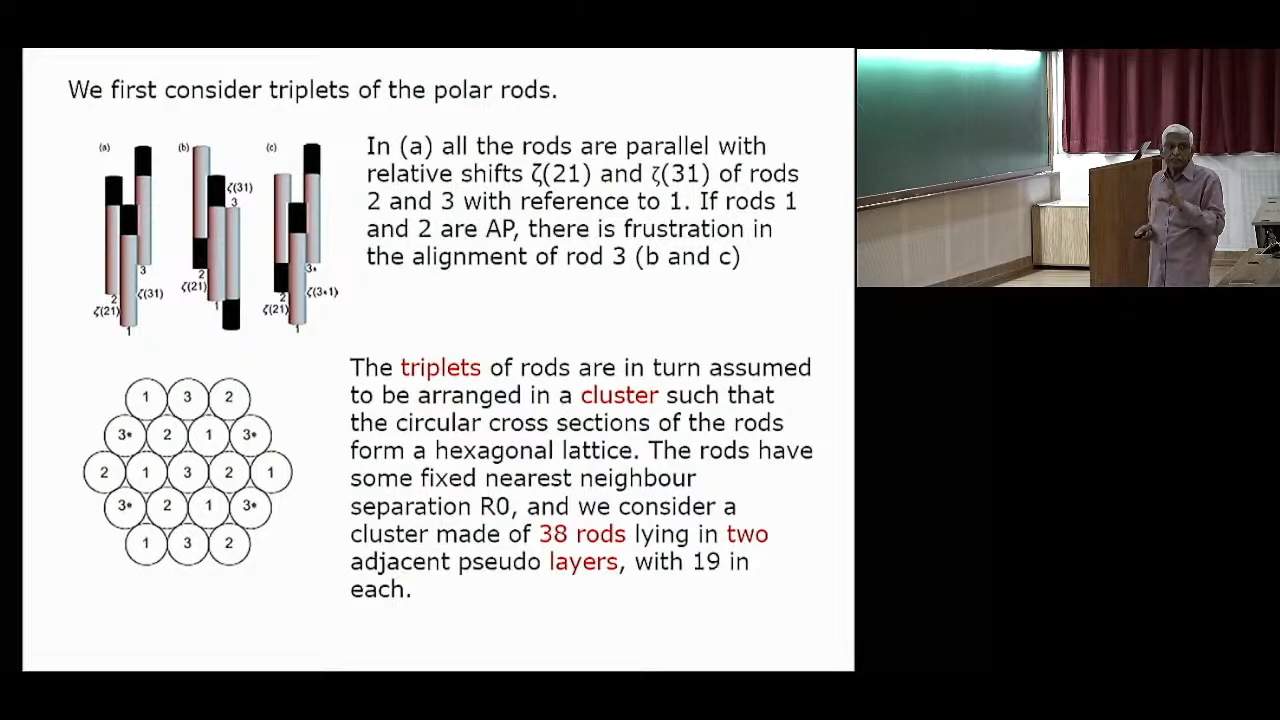 We first consider triplets of the polar rods.
(a) (b) (c)
ζ(31)
3
3
2
ζ(31)
ζ(21)
1
2
ζ(21)
1
3*
2
ζ(3*1)
ζ(21)
1
In (a) all the rods are parallel with
relative shifts ζ(21) and ζ(31) of rods
2 and 3 with reference to 1. If rods 1
and 2 are AP, there is frustration in
the alignment of rod 3 (b and c)
1 3 2
3* 2 1 3*
2 1 3 2 1
3* 2 1 3*
1 3 2
The triplets of rods are in turn assumed
to be arranged in a cluster such that
the circular cross sections of the rods
form a hexagonal lattice. The rods have
some fixed nearest neighbour
separation R0, and we consider a
cluster made of 38 rods lying in two
adjacent pseudo layers, with 19 in
each.